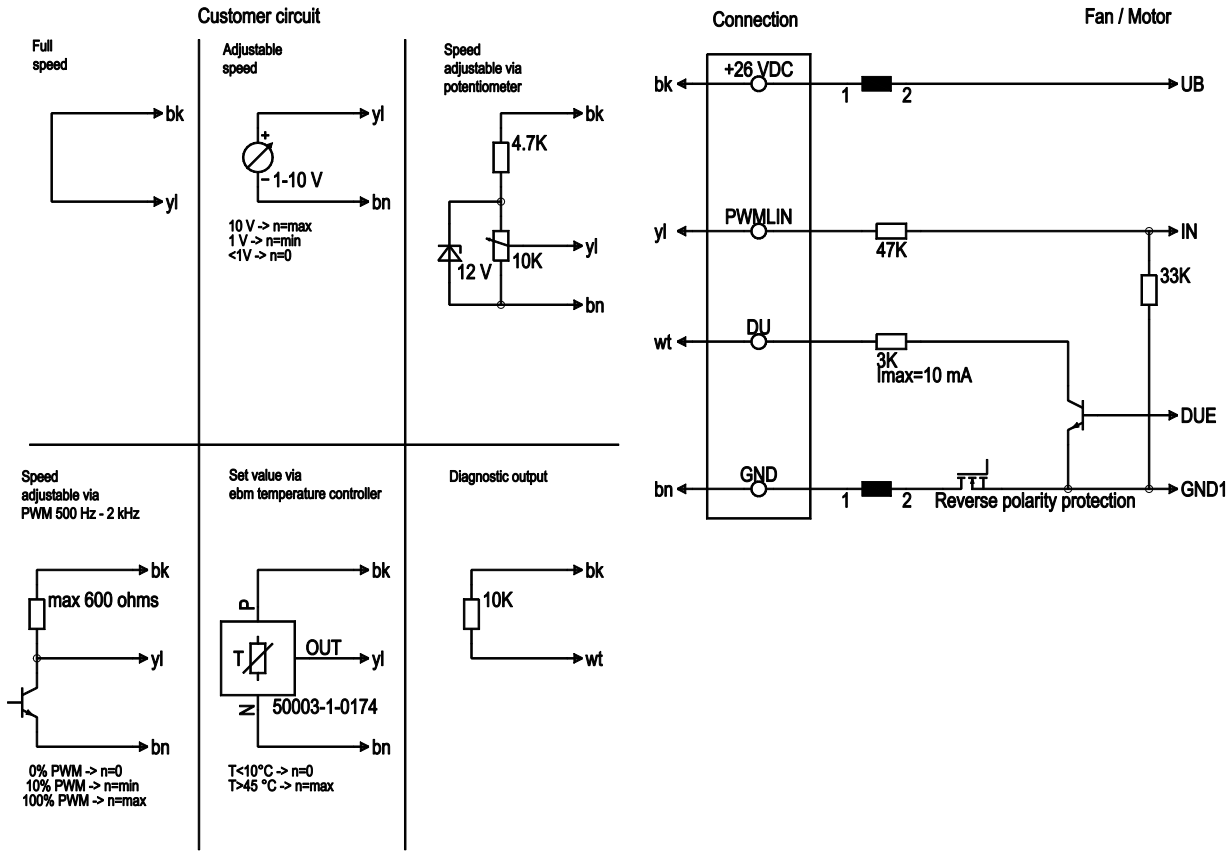 Customer circuit
Full
speed
bk
yl
Adjustable
speed
yl
+
– 1-10 V
bn
10 V -> n=max
1 V -> n=min
<1V -> n=0
Speed
adjustable via
potentiometer
bk
4.7K
yl
12 V
10K
bn
Speed
adjustable via
PWM 500 Hz - 2 kHz
bk
max 600 ohms
yl
bn
0% PWM -> n=0
10% PWM -> n=min
100% PWM -> n=max
Set value via
ebm temperature controller
bk
P
T
OUT
yl
N
50003-1-0174
bn
T<10°C -> n=0
T>45 °C -> n=max
Diagnostic output
bk
10K
wt
Connection
Fan / Motor
bk
+26 VDC
1
2
UB
yl
PWMLIN
47K
IN
33K
wt
DU
3K
Imax=10 mA
DUE
bn
GND
1
2
Reverse polarity protection
GND1